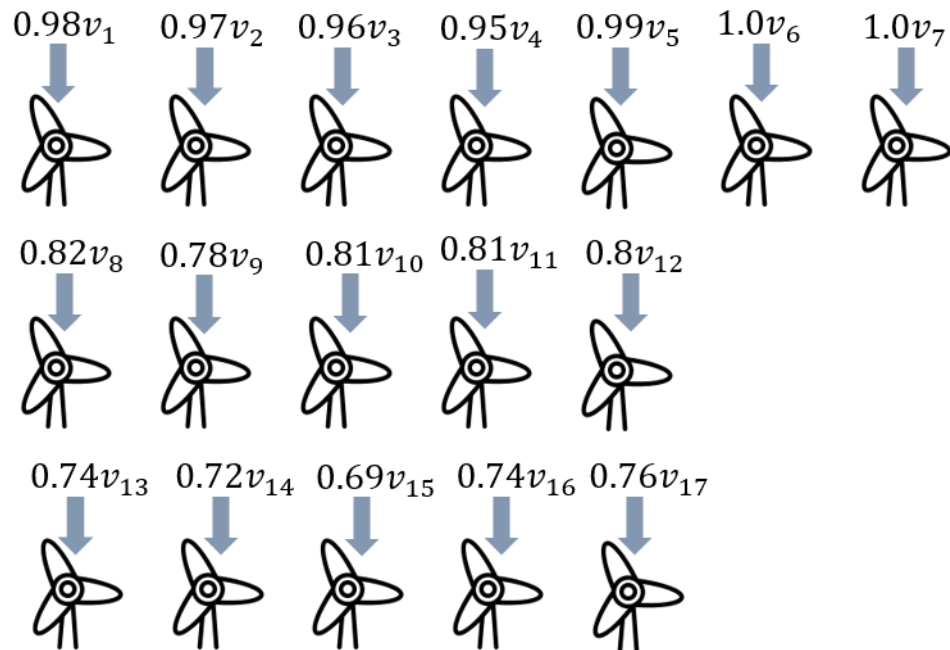 0.98v₁ 0.97v₂ 0.96v₃ 0.95v₄ 0.99v₅ 1.0v₆ 1.0v₇
0.82v₈ 0.78v₉ 0.81v₁₀ 0.81v₁₁ 0.8v₁₂
0.74v₁₃ 0.72v₁₄ 0.69v₁₅ 0.74v₁₆ 0.76v₁₇